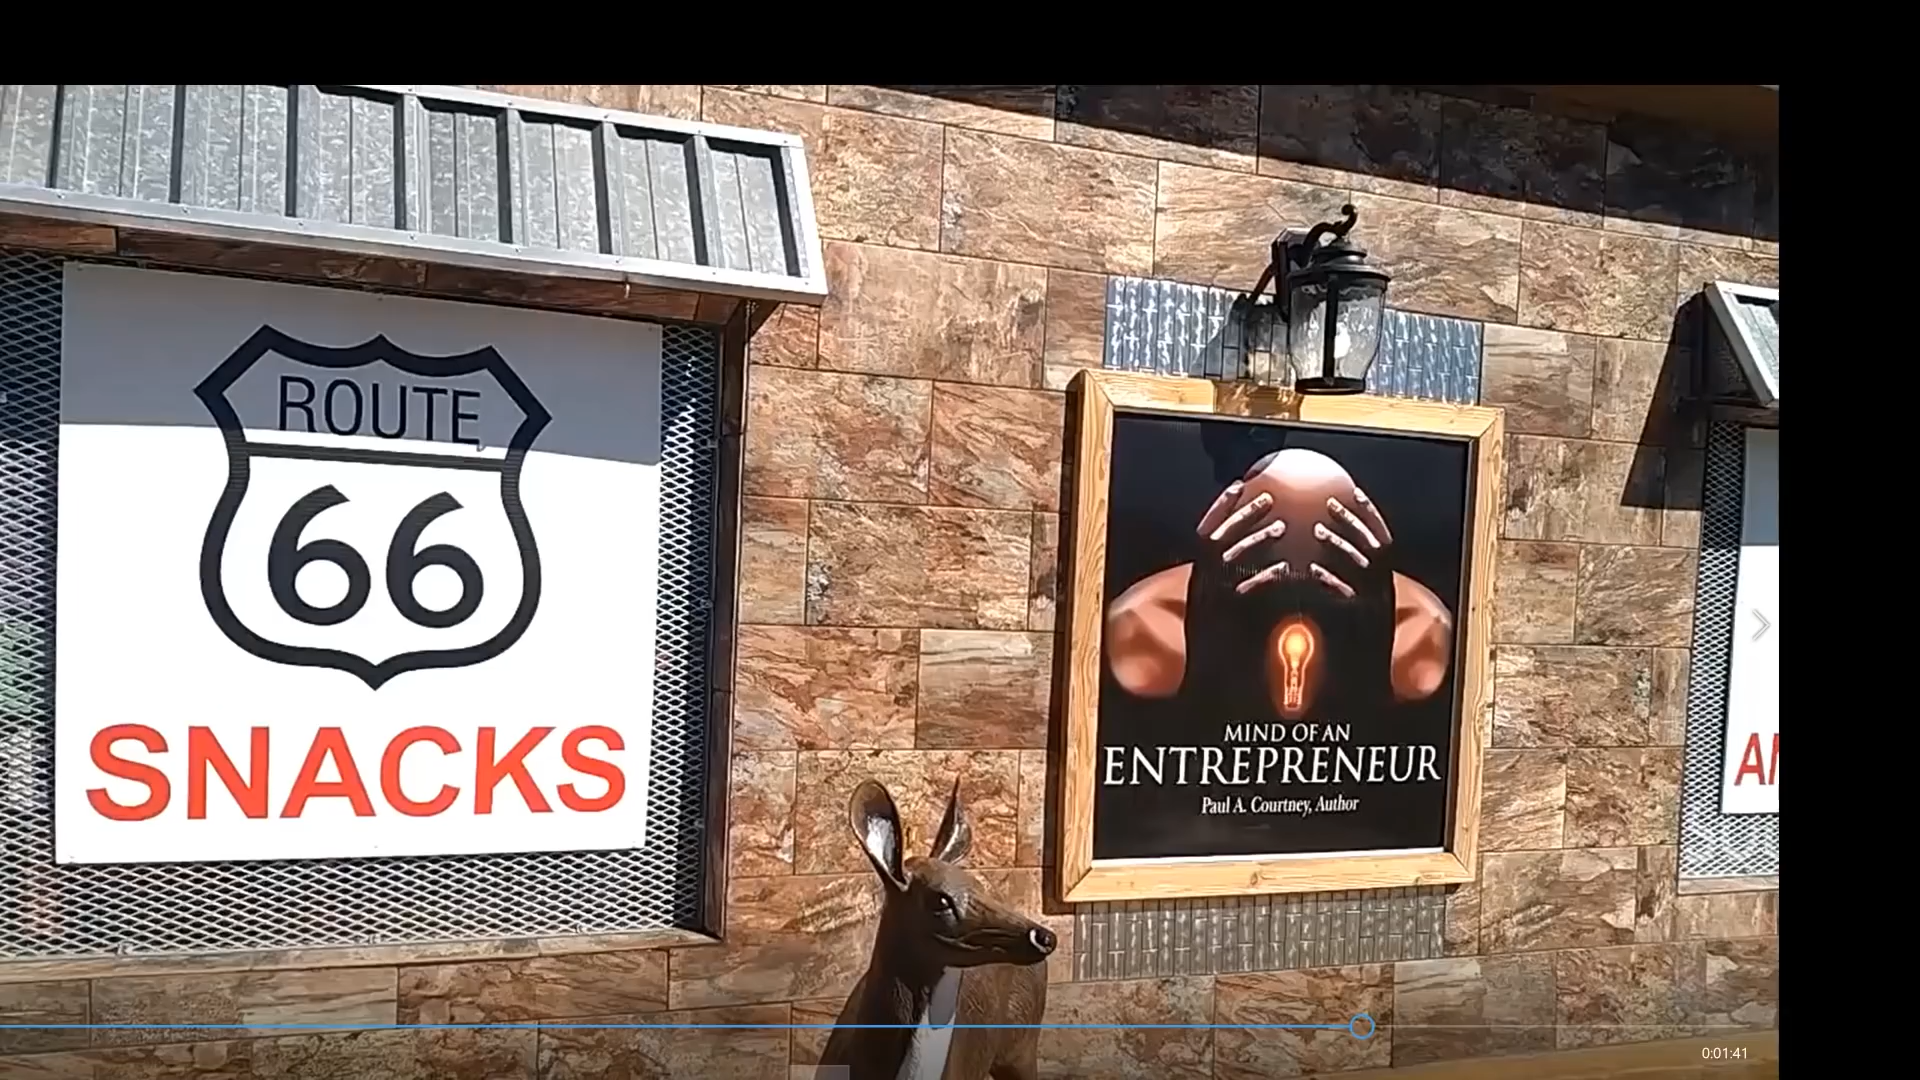 ROUTE
66
SNACKS
MIND OF AN
ENTREPRENEUR
Paul A. Courtney, Author
0:01:41